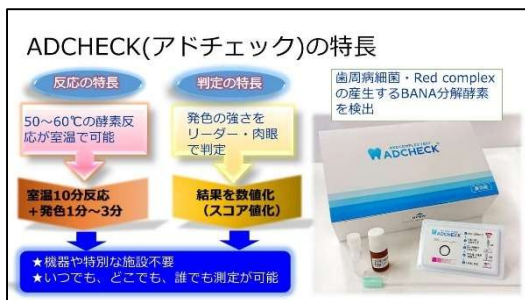 ADCHECK(アドチェック)の特長
反応の特長
50～60℃の酵素反
応が室温で可能
室温10分反応
+発色1分～3分
判定の特長
発色の強さを
リーダー・肉眼
で判定
結果を数値化
(スコア値化)
★機器や特別な施設不要
★いつでも、どこでも、誰でも測定が可能
歯周病細菌・Red complex
の産生するBANA分解酵素
を検出
ADCHECK
ADCHECK